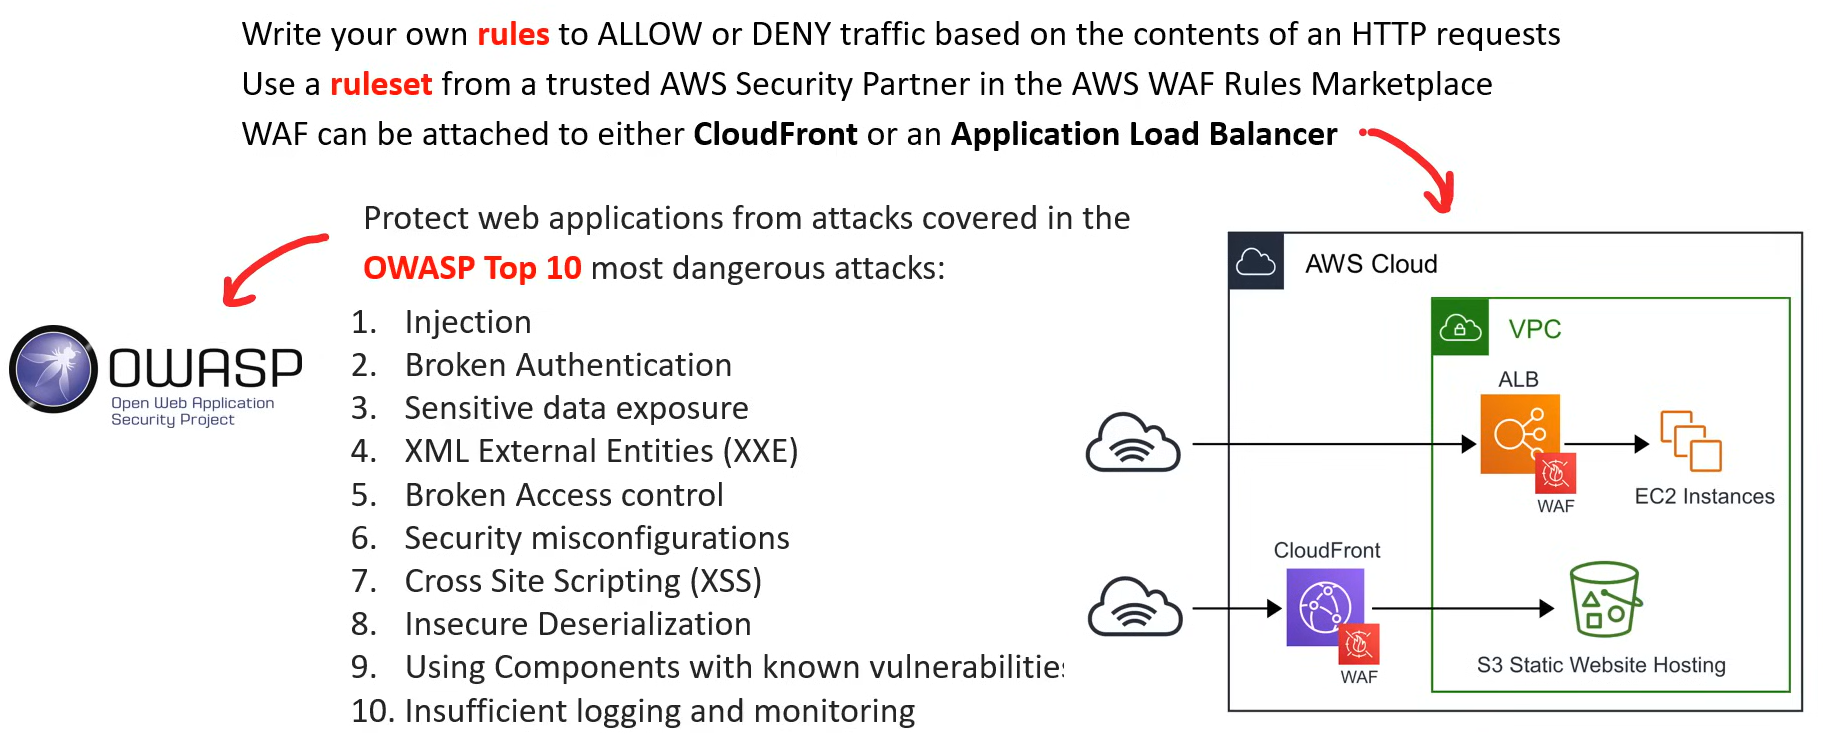 Write your own rules to ALLOW or DENY traffic based on the contents of an HTTP requests
Use a ruleset from a trusted AWS Security Partner in the AWS WAF Rules Marketplace
WAF can be attached to either CloudFront or an Application Load Balancer
Protect web applications from attacks covered in the
OWASP Top 10 most dangerous attacks:
OWASP
Open Web Application
Security Project
1. Injection
2. Broken Authentication
3. Sensitive data exposure
4. XML External Entities (XXE)
5. Broken Access control
6. Security misconfigurations
7. Cross Site Scripting (XSS)
8. Insecure Deserialization
9. Using Components with known vulnerabilities
10. Insufficient logging and monitoring
AWS Cloud
VPC
ALB
WAF
EC2 Instances
CloudFront
WAF
S3 Static Website Hosting